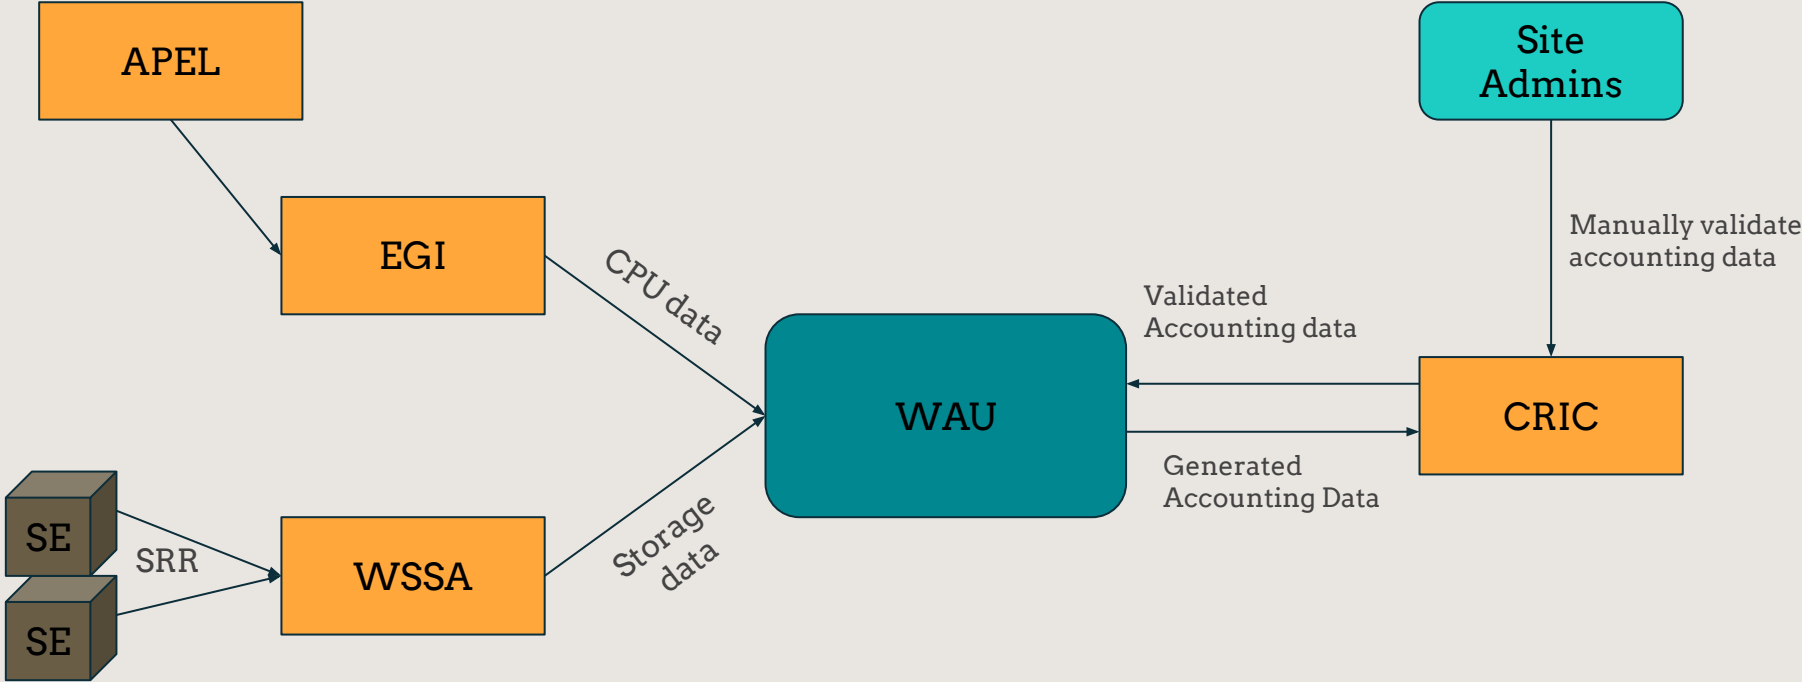 APEL
Site
Admins
EGI
CPU data
Manually validate
accounting data
Validated
Accounting data
WAU
CRIC
Generated
Accounting Data
SE
SRR
WSSA
Storage
data
SE